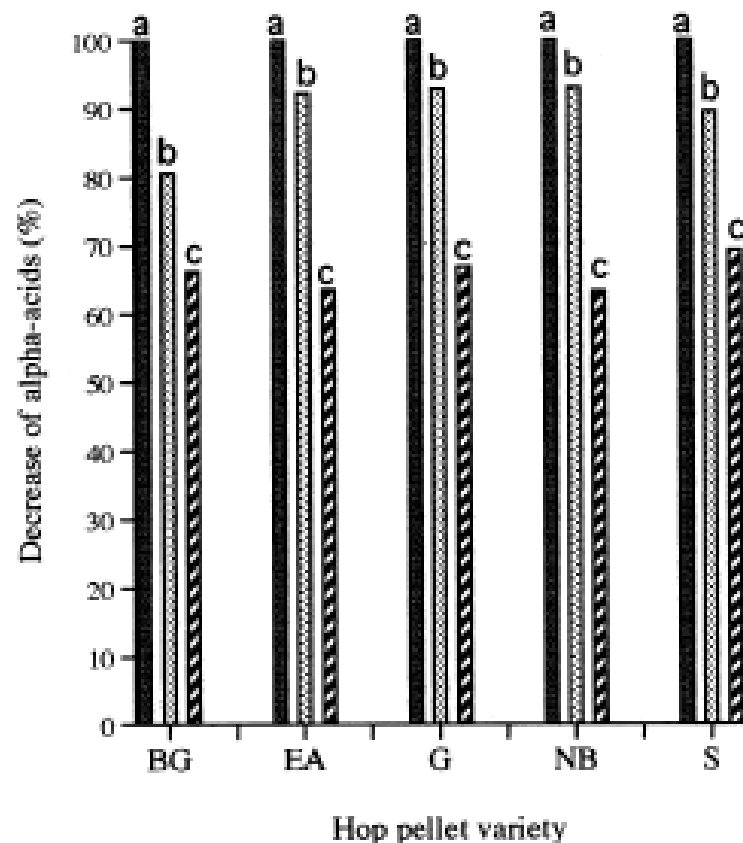 a a a a a
b b b b b
c c c c c
100
90
80
70
60
50
40
30
20
10
0
Decrease of alpha-acids (%)
BG EA G NB S
Hop pellet variety